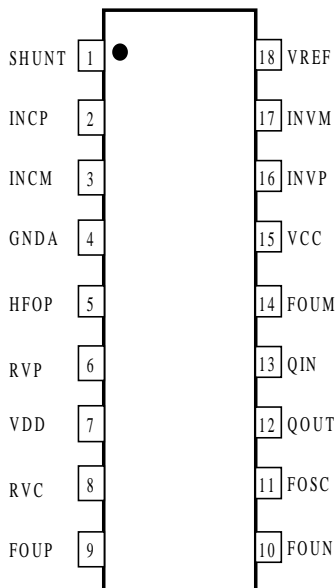 SHUNT 1 18 VREF
INCP 2 17 INVM
INCM 3 16 INVP
GNDA 4 15 VCC
HFOP 5 14 FOUM
RVP 6 13 QIN
VDD 7 12 QOUT
RVC 8 11 FOSC
FOUP 9 10 FOUN